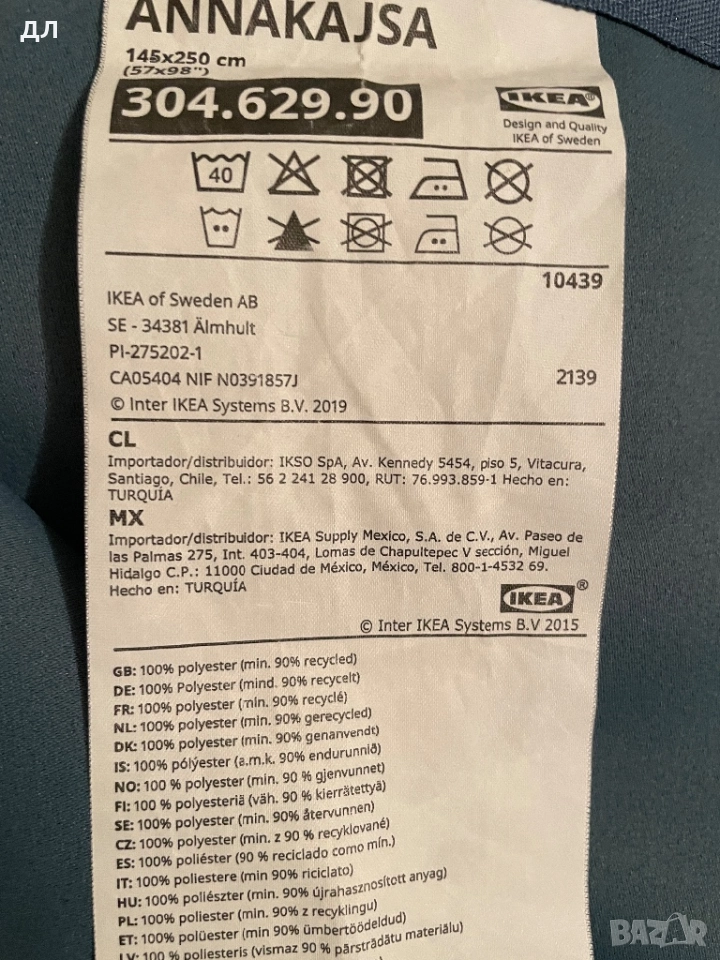 дл
ANNAKAJSA
145x250 cm
(57x98")
304.629.90
IKEA®
Design and Quality
IKEA of Sweden
40
10439
IKEA of Sweden AB
SE - 34381 Älmhult
PI-275202-1
CA05404 NIF N0391857J
2139
© Inter IKEA Systems B.V. 2019
CL
Importador/distribuidor: IKSO SpA, Av. Kennedy 5454, piso 5, Vitacura,
Santiago, Chile, Tel.: 56 2 241 28 900, RUT: 76.993.859-1 Hecho en:
TURQUÍA
MX
Importador/distribuidor: IKEA Supply Mexico, S.A. de C.V., Av. Paseo de
las Palmas 275, Int. 403-404, Lomas de Chapultepec V sección, Miguel
Hidalgo C.P.: 11000 Ciudad de México, México, Tel. 800-1-4532 69.
Hecho en: TURQUÍA
IKEA®
© Inter IKEA Systems B.V 2015
GB: 100% polyester (min. 90% recycled)
DE: 100% Polyester (mind. 90% recycelt)
FR: 100% polyester (min. 90% recyclé)
NL: 100% polyester (min. 90% gerecycled)
DK: 100% polyester (min. 90% genanvendt)
IS: 100% pólýester (a.m.k. 90% endurunnið)
NO: 100 % polyester (min. 90 % gjenvunnet)
FI: 100 % polyesteriä (väh. 90 % kierrätettyä)
SE: 100% polyester (min. 90% återvunnen)
CZ: 100% polyester (min. z 90 % recyklované)
ES: 100% poliéster (90 % reciclado como mín.)
IT: 100% poliestere (min 90% riciclato)
HU: 100% poliészter (min. 90% újrahasznosított anyag)
PL: 100% poliester (min. 90% z recyklingu)
ET: 100% polüester (min 90% ümbertöödeldud)
LV: 100 % poliesteris (vismaz 90 % pārstrādātu materiālu)
BAZAR